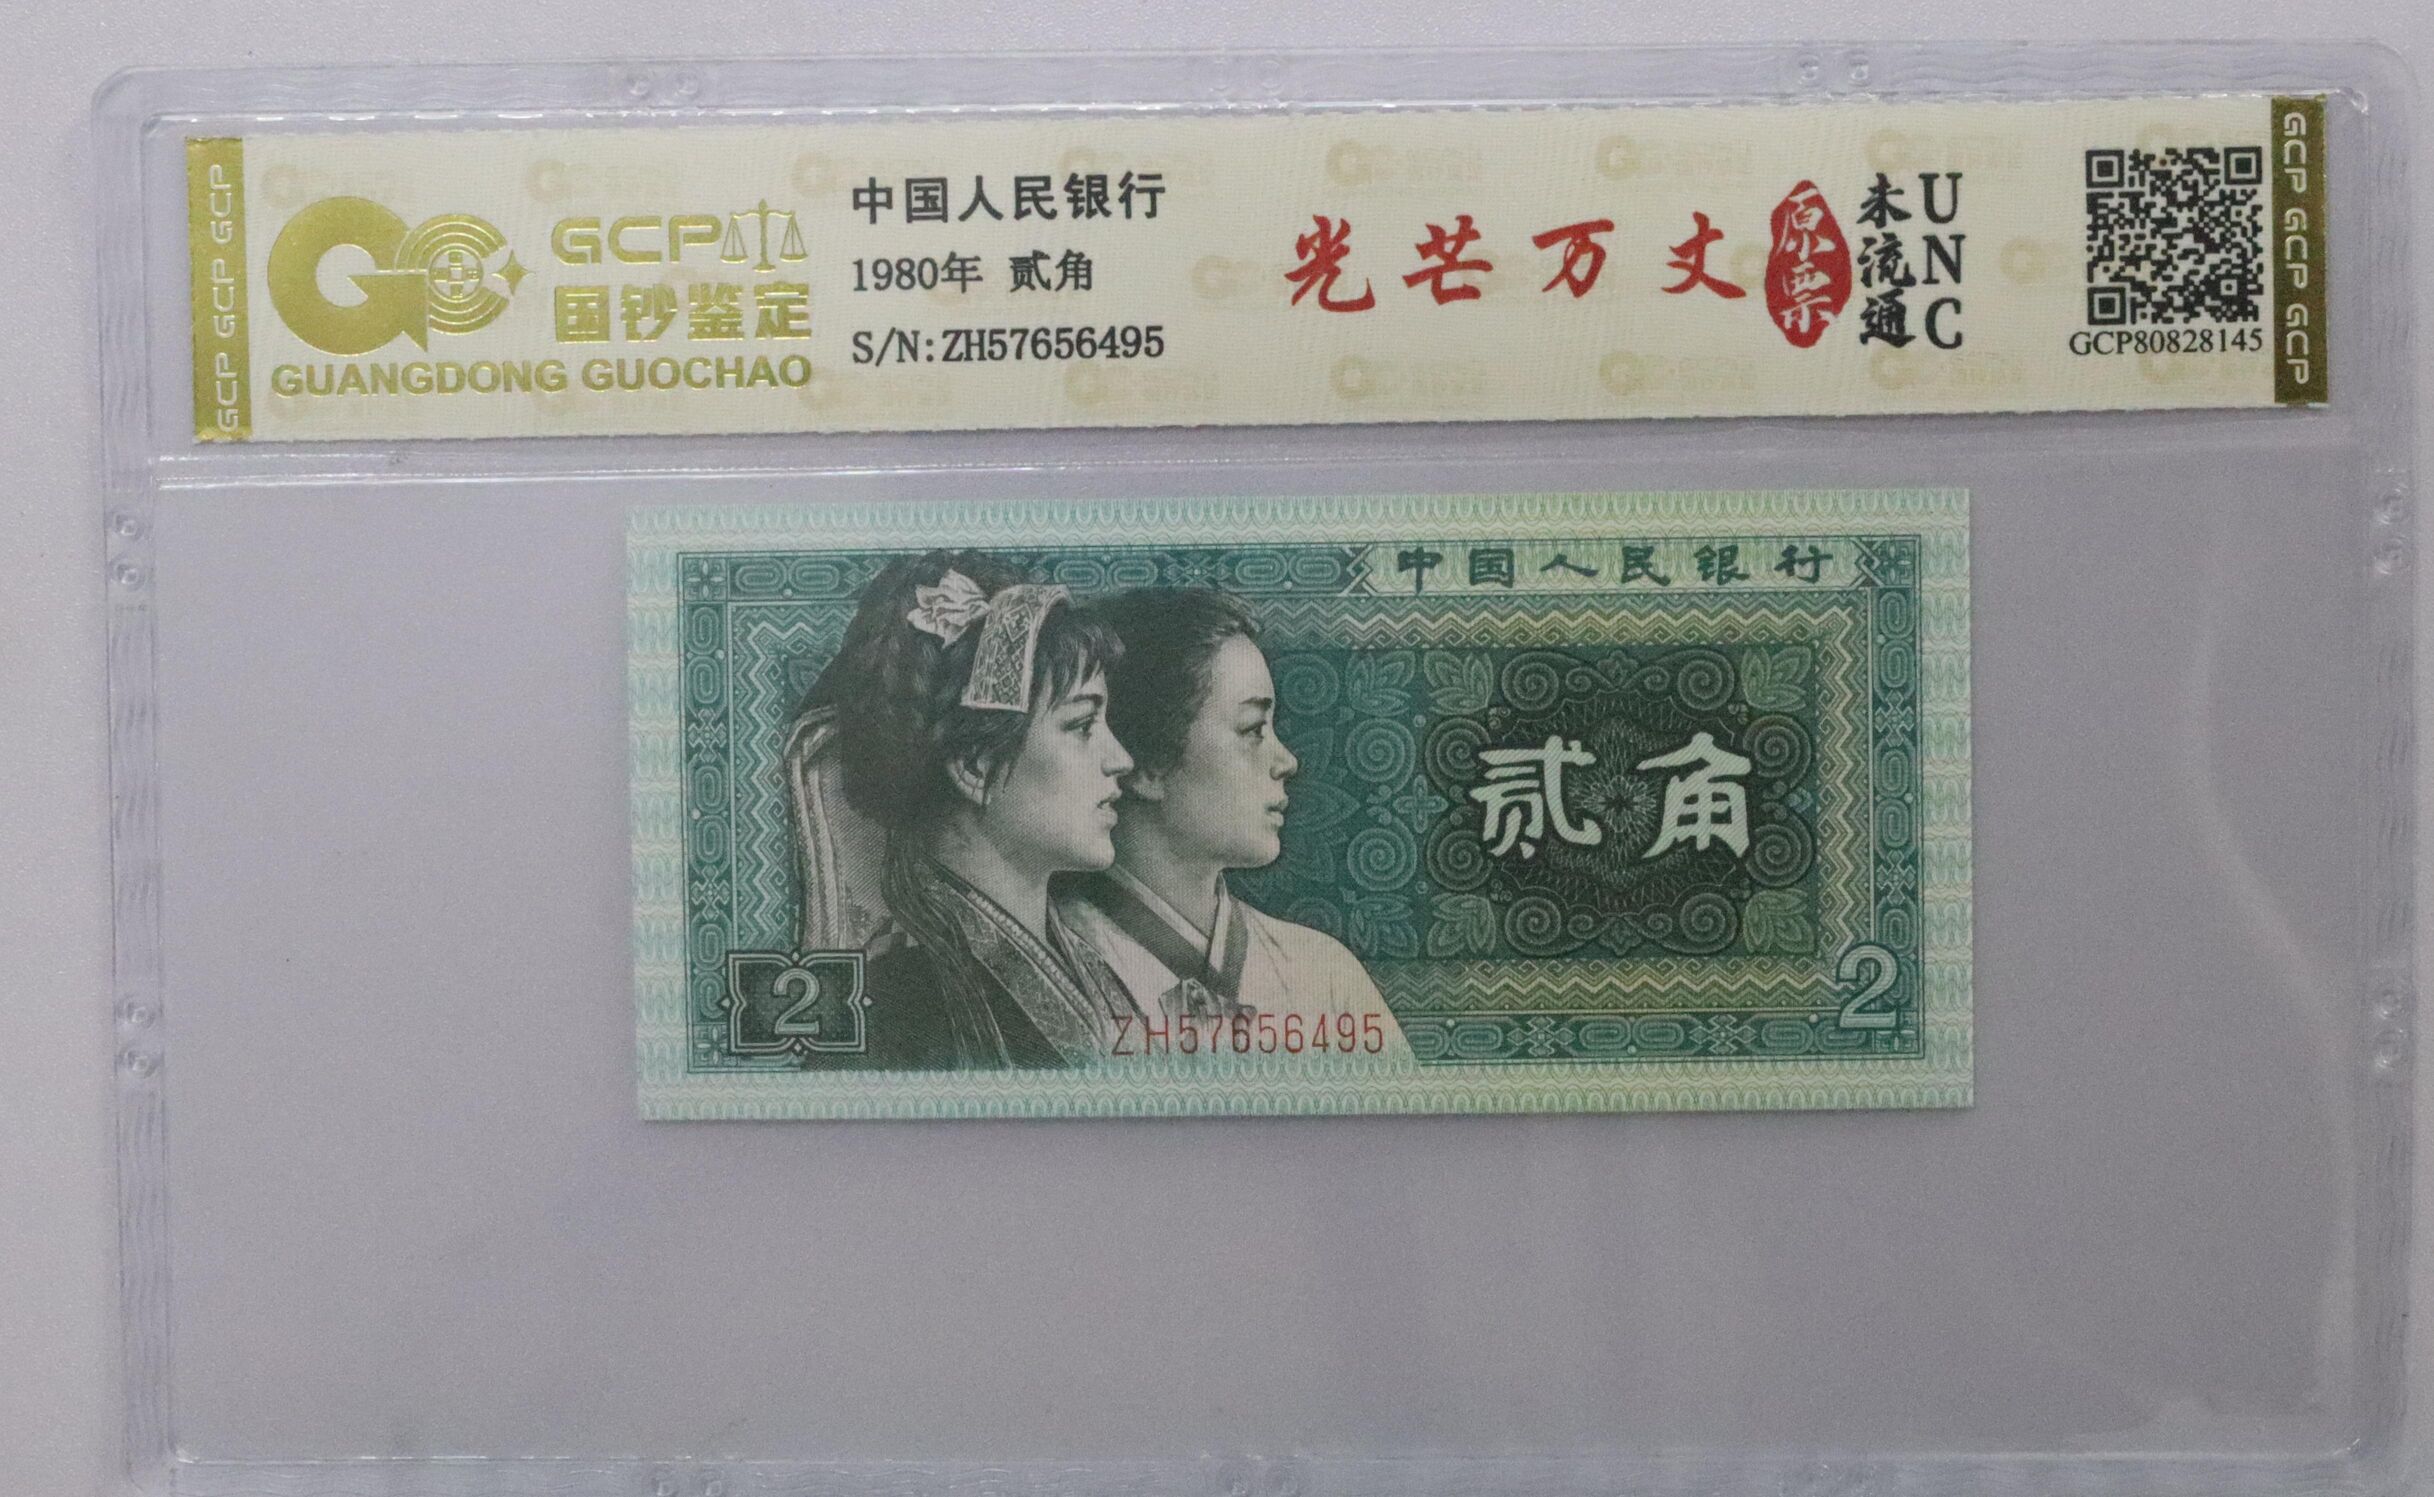 GCP GCP GCP
GCP
国钞鉴定
GUANGDONG GUOCHAO
中国人民银行
1980年 贰角
S/N:ZH57656495
光芒万丈
原票
未流通
UNC
GCP80828145
GCP GCP GCP
中国人民银行
贰角
2
2
ZH57656495